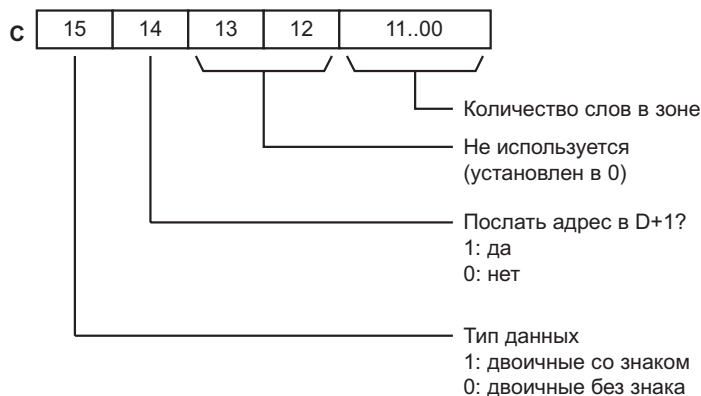 C 15 14 13 12 11..00
Количество слов в зоне
Не используется
(установлен в 0)
Послать адрес в D+1?
1: да
0: нет
Тип данных
1: двоичные со знаком
0: двоичные без знака